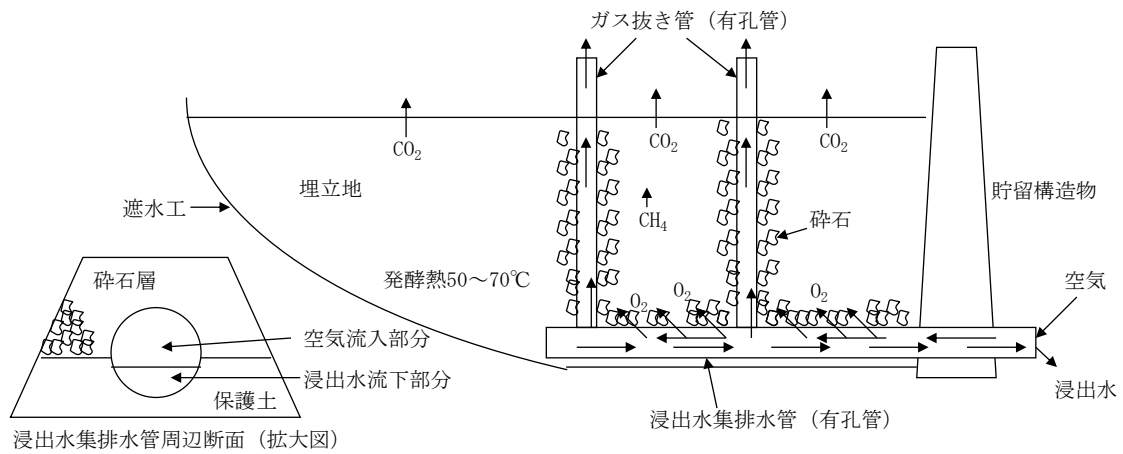 ガス抜き管（有孔管）
CO2
CO2
CO2
埋立地
遮水工
CH4
砕石
貯留構造物
発酵熱50～70℃
空気
O2
O2
O2
砕石層
空気流入部分
浸出水流下部分
保護土
浸出水
浸出水集排水管（有孔管）
浸出水集排水管周辺断面（拡大図）